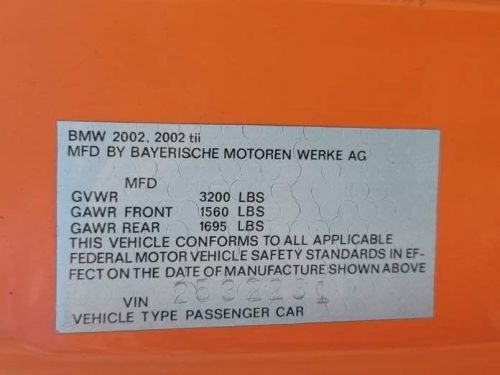 BMW 2002, 2002 tii
MFD BY BAYERISCHE MOTOREN WERKE AG
MFD
GVWR 3200 LBS
GAWR FRONT 1560 LBS
GAWR REAR 1695 LBS
THIS VEHICLE CONFORMS TO ALL APPLICABLE
FEDERAL MOTOR VEHICLE SAFETY STANDARDS IN EF-
FECT ON THE DATE OF MANUFACTURE SHOWN ABOVE
VIN
VEHICLE TYPE PASSENGER CAR